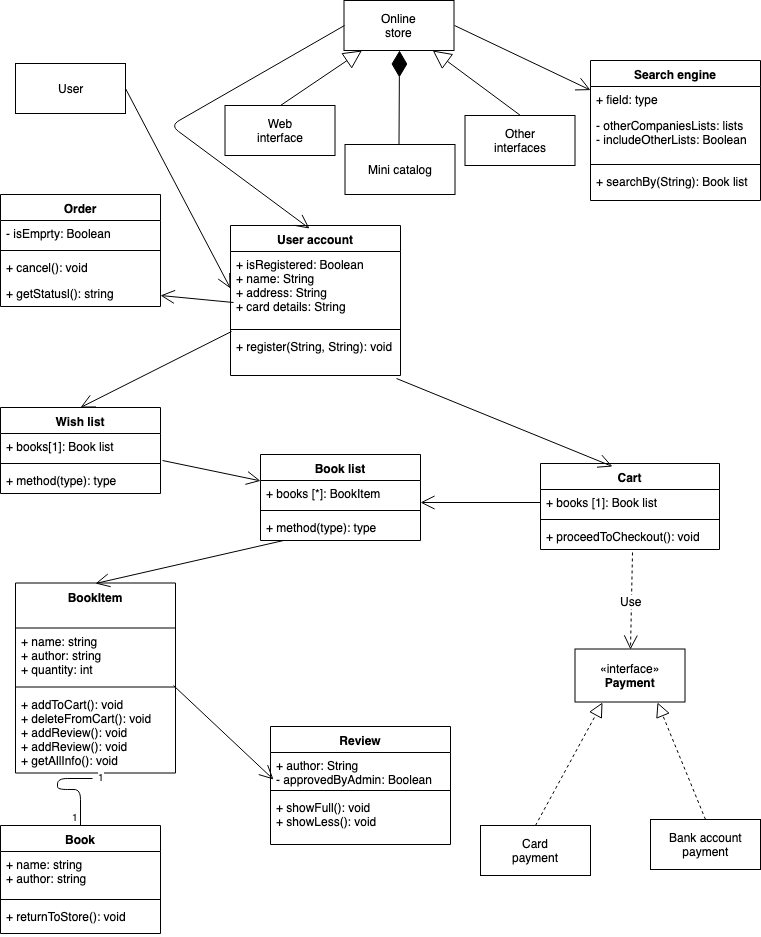 Online
store
User
Web
interface
Mini catalog
Other
interfaces
Search engine
+ field: type
- otherCompaniesLists: lists
- includeOtherLists: Boolean
+ searchBy(String): Book list
Order
- isEmprty: Boolean
+ cancel(): void
+ getStatusl(): string
User account
+ isRegistered: Boolean
+ name: String
+ address: String
+ card details: String
+ register(String, String): void
Wish list
+ books[1]: Book list
+ method(type): type
Book list
+ books [*]: BookItem
+ method(type): type
Cart
+ books [1]: Book list
+ proceedToCheckout(): void
Use
«interface»
Payment
BookItem
+ name: string
+ author: string
+ quantity: int
+ addToCart(): void
+ deleteFromCart(): void
+ addReview(): void
+ addReview(): void
+ getAllInfo(): void
1
1
Review
+ author: String
- approvedByAdmin: Boolean
+ showFull(): void
+ showLess(): void
Card
payment
Bank account
payment
Book
+ name: string
+ author: string
+ returnToStore(): void